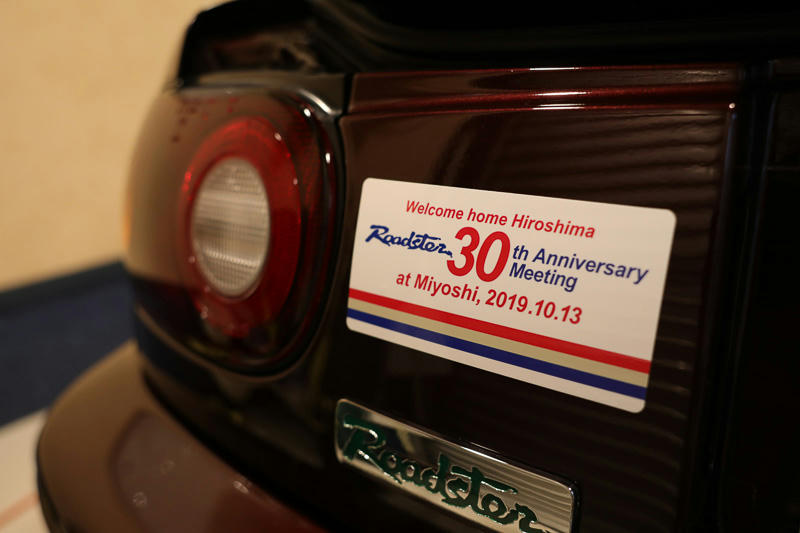 Welcome home Hiroshima
Roadster 30th Anniversary Meeting
at Miyoshi, 2019.10.13
Roadster